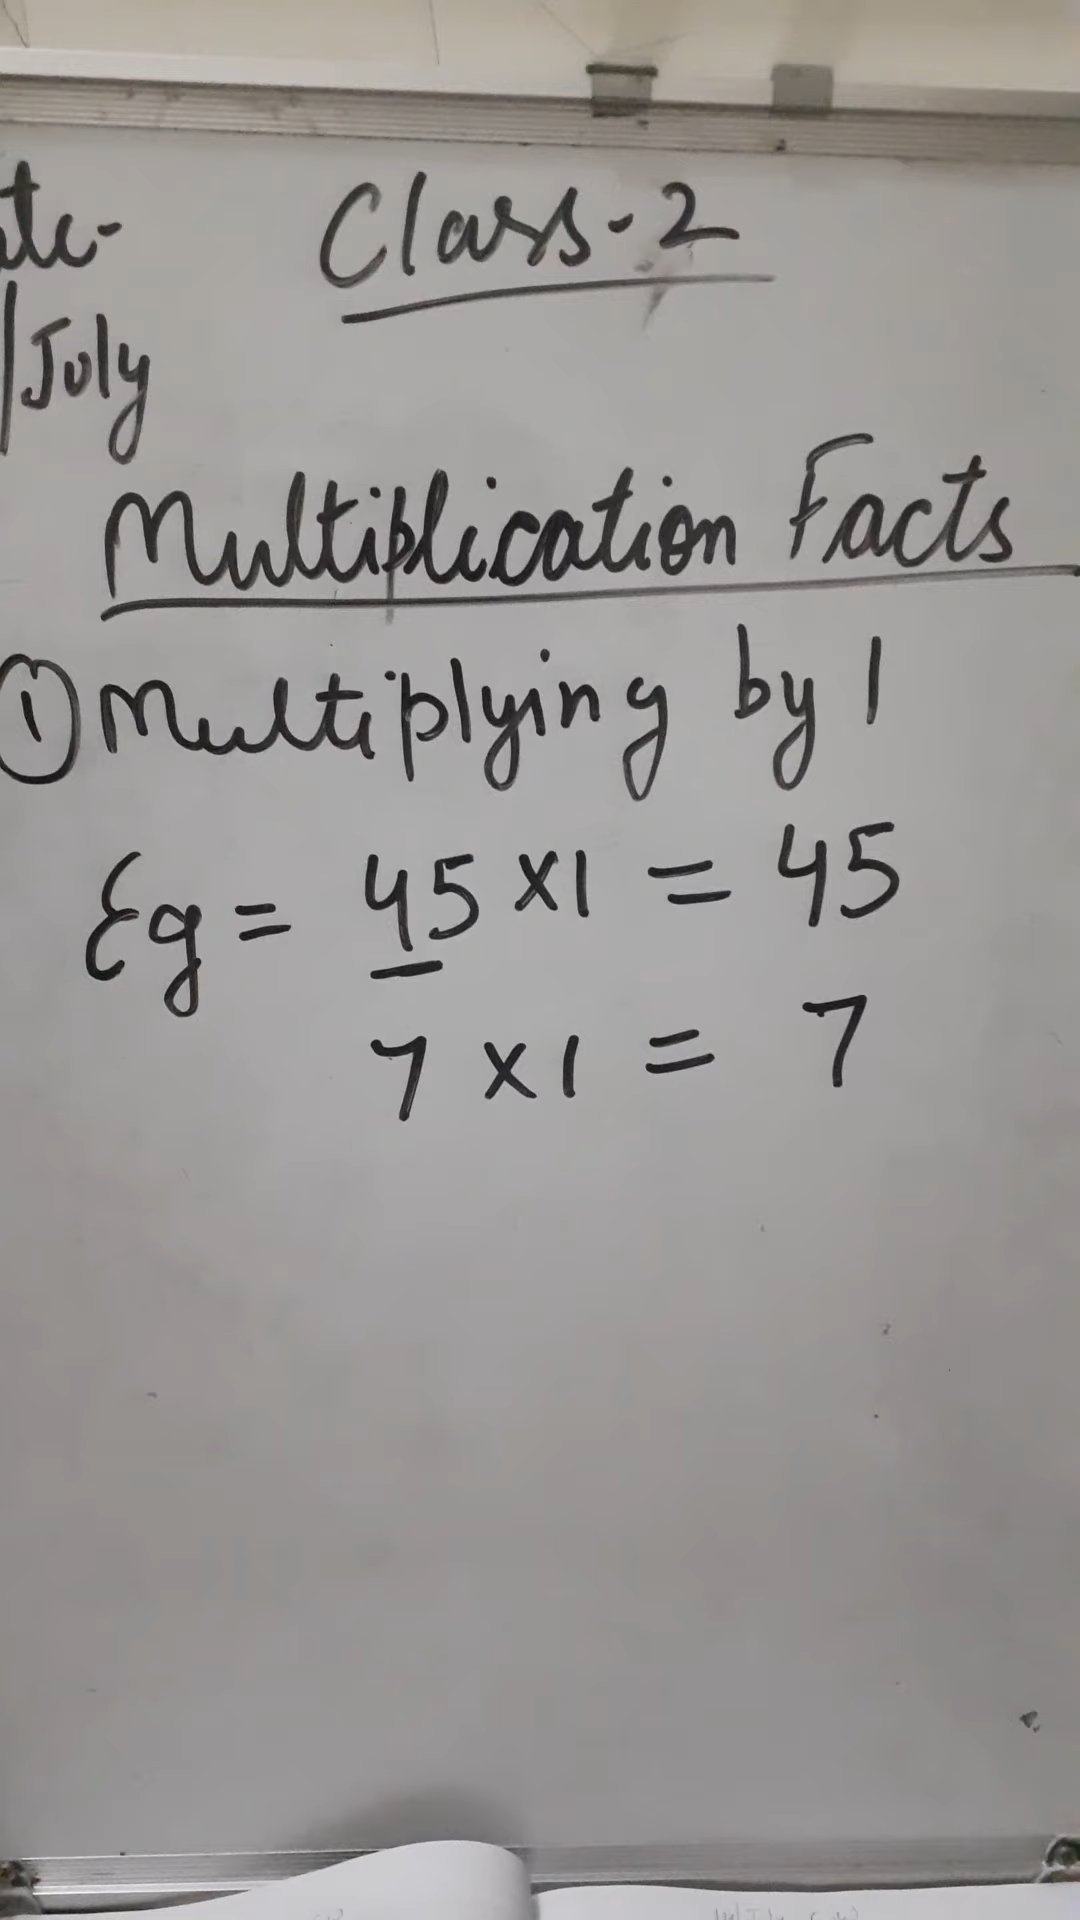 Class-2
July
Multiplication Facts
① Multiplying by 1
Eg = 45 x1 = 45
7 x 1 = 7